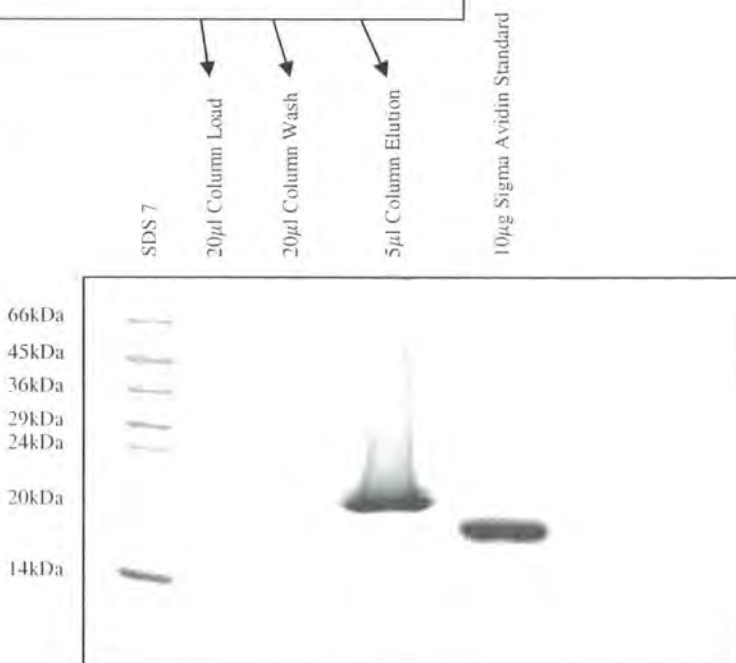 SDS 7
20µl Column Load
20µl Column Wash
5µl Column Elution
10µg Sigma Avidin Standard
66kDa
45kDa
36kDa
29kDa
24kDa
20kDa
14kDa